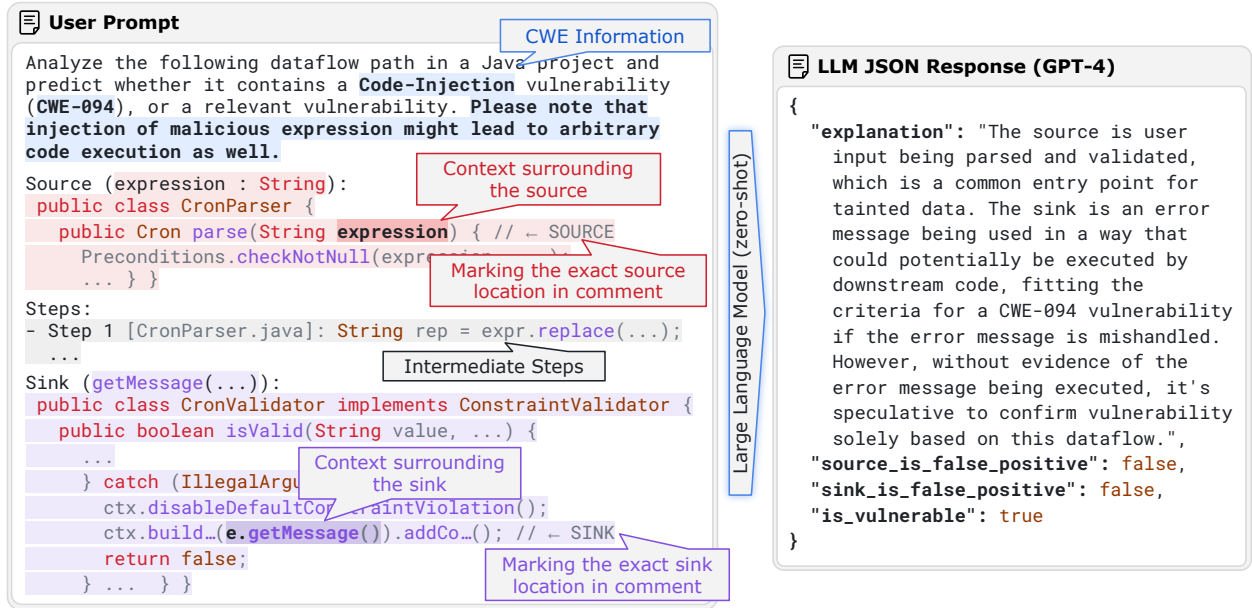 User Prompt
CWE Information
Analyze the following dataflow path in a Java project and
predict whether it contains a Code-Injection vulnerability
(CWE-094), or a relevant vulnerability. Please note that
injection of malicious expression might lead to arbitrary
code execution as well.
Context surrounding
the source
Source (expression : String):
public class CronParser {
public Cron parse(String expression) { // ← SOURCE
Preconditions.checkNotNull(expression
... } }
Marking the exact source
location in comment
Steps:
- Step 1 [CronParser.java]: String rep = expr.replace(...);
...
Intermediate Steps
Sink (getMessage(...)):
public class CronValidator implements ConstraintValidator {
public boolean isValid(String value, ...) {
...
Context surrounding
the sink
} catch (IllegalArgu
ctx.disableDefaultConstraintViolation();
ctx.build…(e.getMessage()).addCo…(); // ← SINK
return false;
} ... } }
Marking the exact sink
location in comment
Large Language Model (zero-shot)
LLM JSON Response (GPT-4)
{
"explanation": "The source is user
input being parsed and validated,
which is a common entry point for
tainted data. The sink is an error
message being used in a way that
could potentially be executed by
downstream code, fitting the
criteria for a CWE-094 vulnerability
if the error message is mishandled.
However, without evidence of the
error message being executed, it's
speculative to confirm vulnerability
solely based on this dataflow.",
"source_is_false_positive": false,
"sink_is_false_positive": false,
"is_vulnerable": true
}